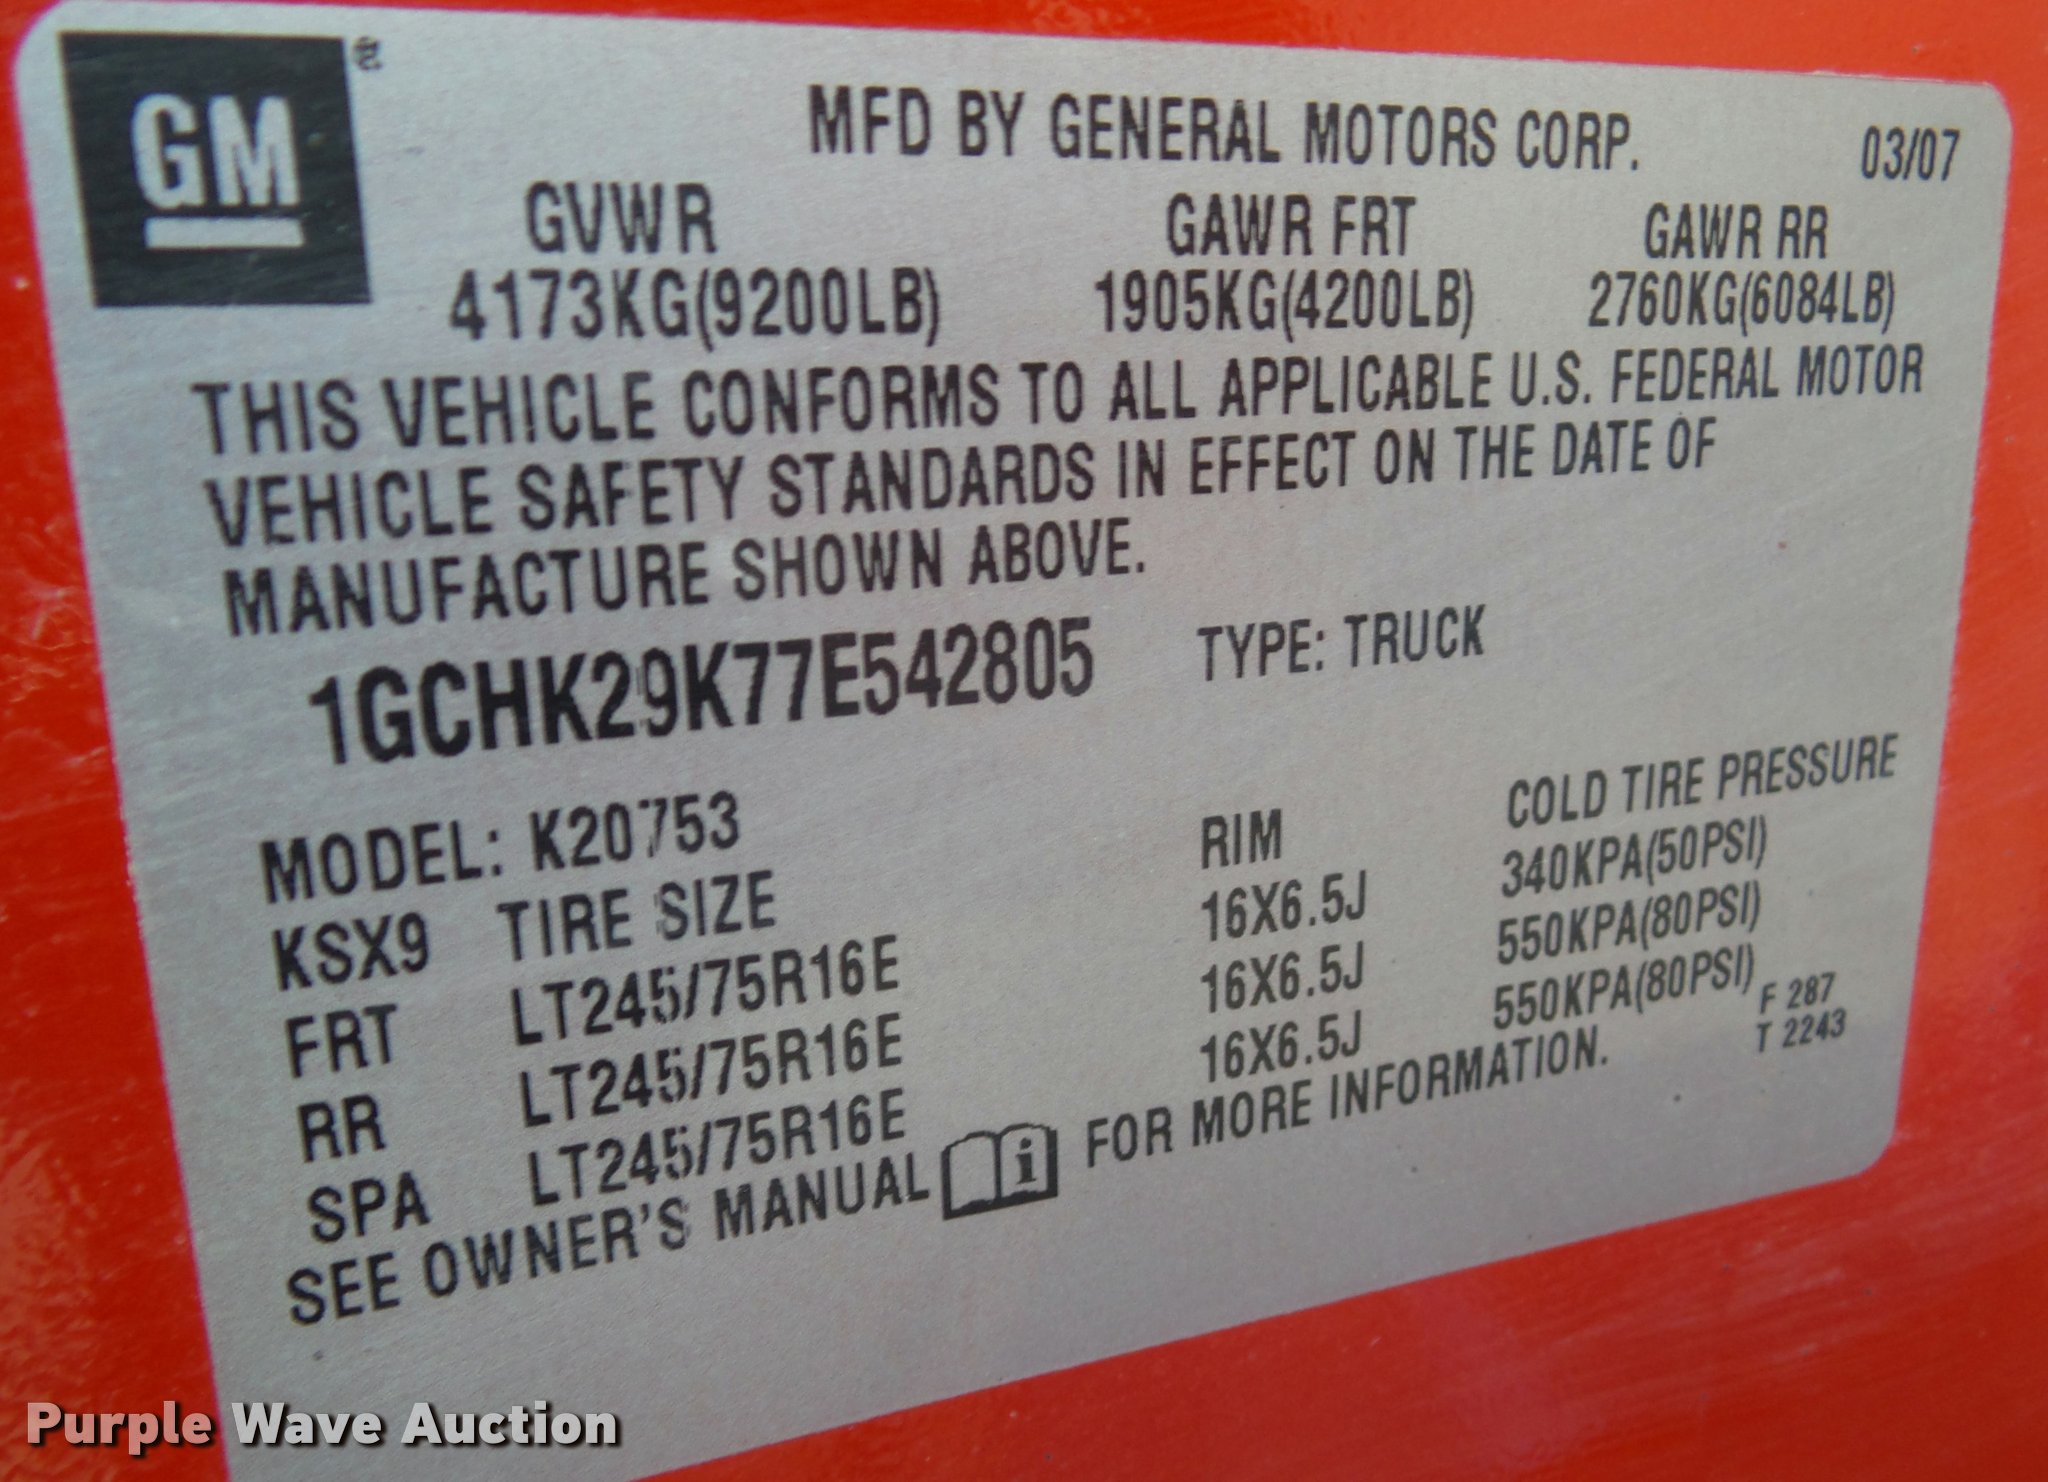 GM®
MFD BY GENERAL MOTORS CORP. 03/07
GVWR GAWR FRT GAWR RR
4173KG(9200LB) 1905KG(4200LB) 2760KG(6084LB)
THIS VEHICLE CONFORMS TO ALL APPLICABLE U.S. FEDERAL MOTOR
VEHICLE SAFETY STANDARDS IN EFFECT ON THE DATE OF
MANUFACTURE SHOWN ABOVE.
1GCHK29K77E542805 TYPE: TRUCK
MODEL: K20753
KSX9 TIRE SIZE RIM COLD TIRE PRESSURE
FRT LT245/75R16E 16X6.5J 340KPA(50PSI)
RR LT245/75R16E 16X6.5J 550KPA(80PSI)
SPA LT245/75R16E 16X6.5J 550KPA(80PSI)
SEE OWNER'S MANUAL i FOR MORE INFORMATION.
F 287
T 2243
Purple Wave Auction